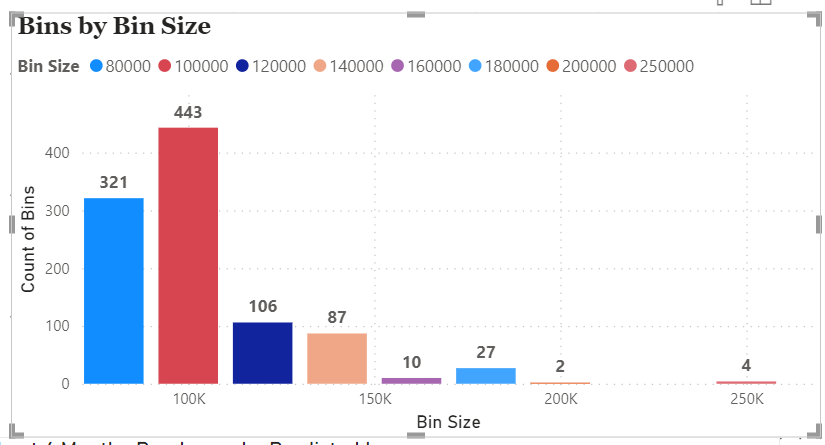 Bins by Bin Size
Bin Size 80000 100000 120000 140000 160000 180000 200000 250000
443
321
106
87
10
27
2
4
400
300
200
100
0
Count of Bins
100K 150K 200K 250K
Bin Size